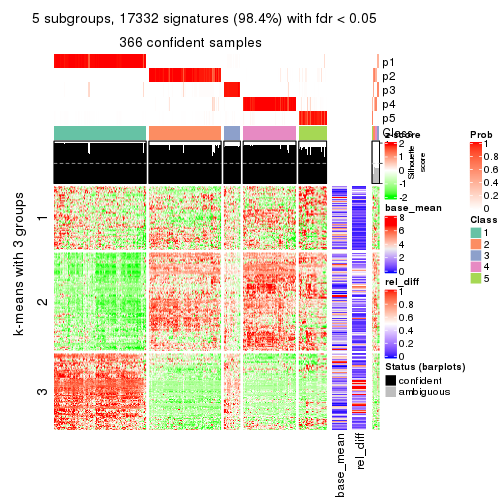 5 subgroups, 17332 signatures (98.4%) with fdr < 0.05
366 confident samples
p1
p2
p3
p4
p5
Class
Silhouette
score
k-means with 3 groups
1
2
3
base_mean
rel_diff
z-score
2
1
0
-1
-2
base_mean
8
6
4
2
0
rel_diff
1
0.8
0.6
0.4
0.2
0
Status (barplots)
confident
ambiguous
Prob
1
0.8
0.6
0.4
0.2
0
Class
1
2
3
4
5